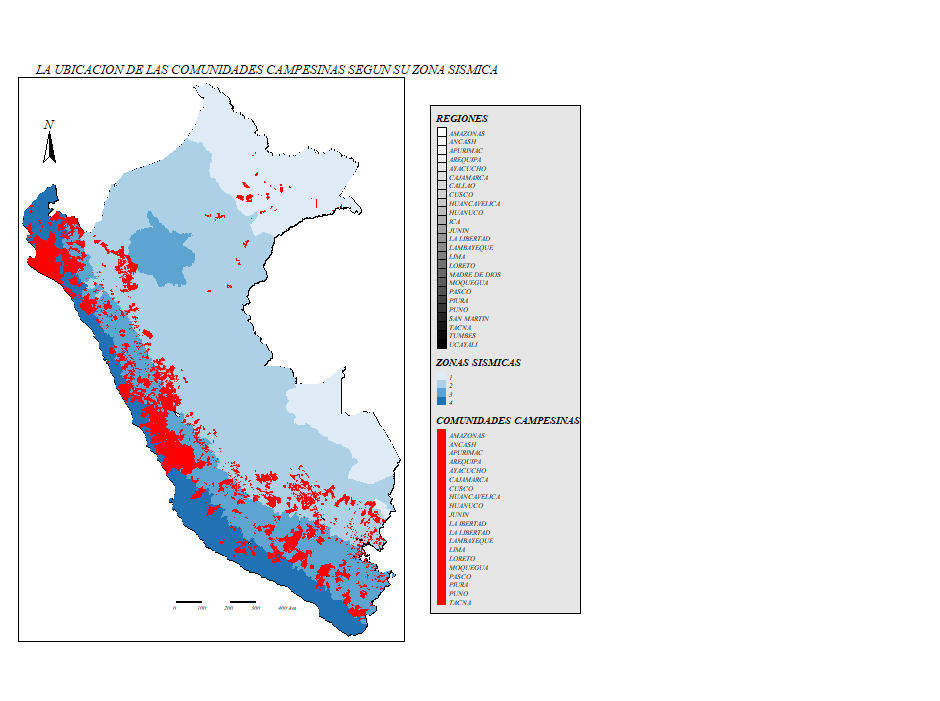 LA UBICACION DE LAS COMUNIDADES CAMPESINAS SEGUN SU ZONA SISMICA
N
0 100 200 300 400 km
REGIONES
AMAZONAS
ANCASH
APURIMAC
AREQUIPA
AYACUCHO
CAJAMARCA
CALLAO
CUSCO
HUANCAVELICA
HUANUCO
ICA
JUNIN
LA LIBERTAD
LAMBAYEQUE
LIMA
LORETO
MADRE DE DIOS
MOQUEGUA
PASCO
PIURA
PUNO
SAN MARTIN
TACNA
TUMBES
UCAYALI
ZONAS SISMICAS
1
2
3
4
COMUNIDADES CAMPESINAS
AMAZONAS
ANCASH
APURIMAC
AREQUIPA
AYACUCHO
CAJAMARCA
CUSCO
HUANCAVELICA
HUANUCO
JUNIN
LA IBERTAD
LA LIBERTAD
LAMBAYEQUE
LIMA
LORETO
MOQUEGUA
PASCO
PIURA
PUNO
TACNA